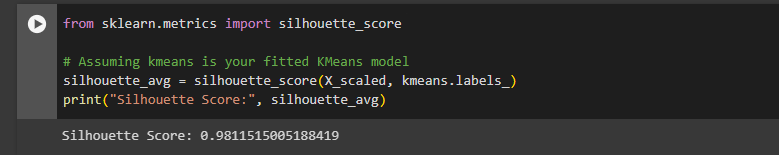 from sklearn.metrics import silhouette_score
# Assuming kmeans is your fitted KMeans model
silhouette_avg = silhouette_score(X_scaled, kmeans.labels_)
print("Silhouette Score:", silhouette_avg)
Silhouette Score: 0.9811515005188419